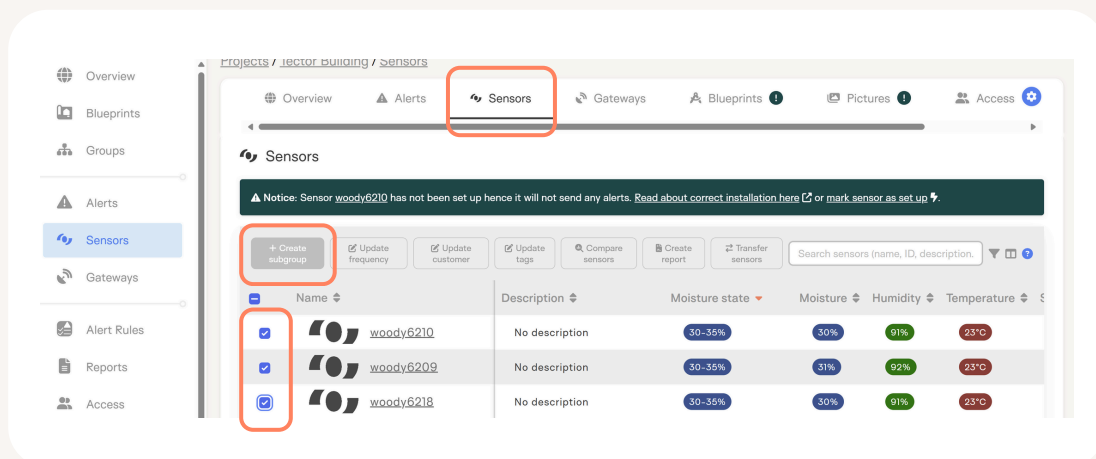 Projects / Tector Building / Sensors
Overview
Blueprints
Groups
Alerts
Sensors
Gateways
Alert Rules
Reports
Access
Overview Alerts Sensors Gateways Blueprints ! Pictures ! Access
Sensors
Notice: Sensor woody6210 has not been set up hence it will not send any alerts. Read about correct installation here or mark sensor as set up .
+ Create subgroup
Update frequency
Update customer
Update tags
Compare sensors
Create report
Transfer sensors
Search sensors (name, ID, description.
?
Name Description Moisture state Moisture Humidity Temperature S
woody6210 No description 30-35% 30% 91% 23°C
woody6209 No description 30-35% 31% 92% 23°C
woody6218 No description 30-35% 30% 91% 23°C